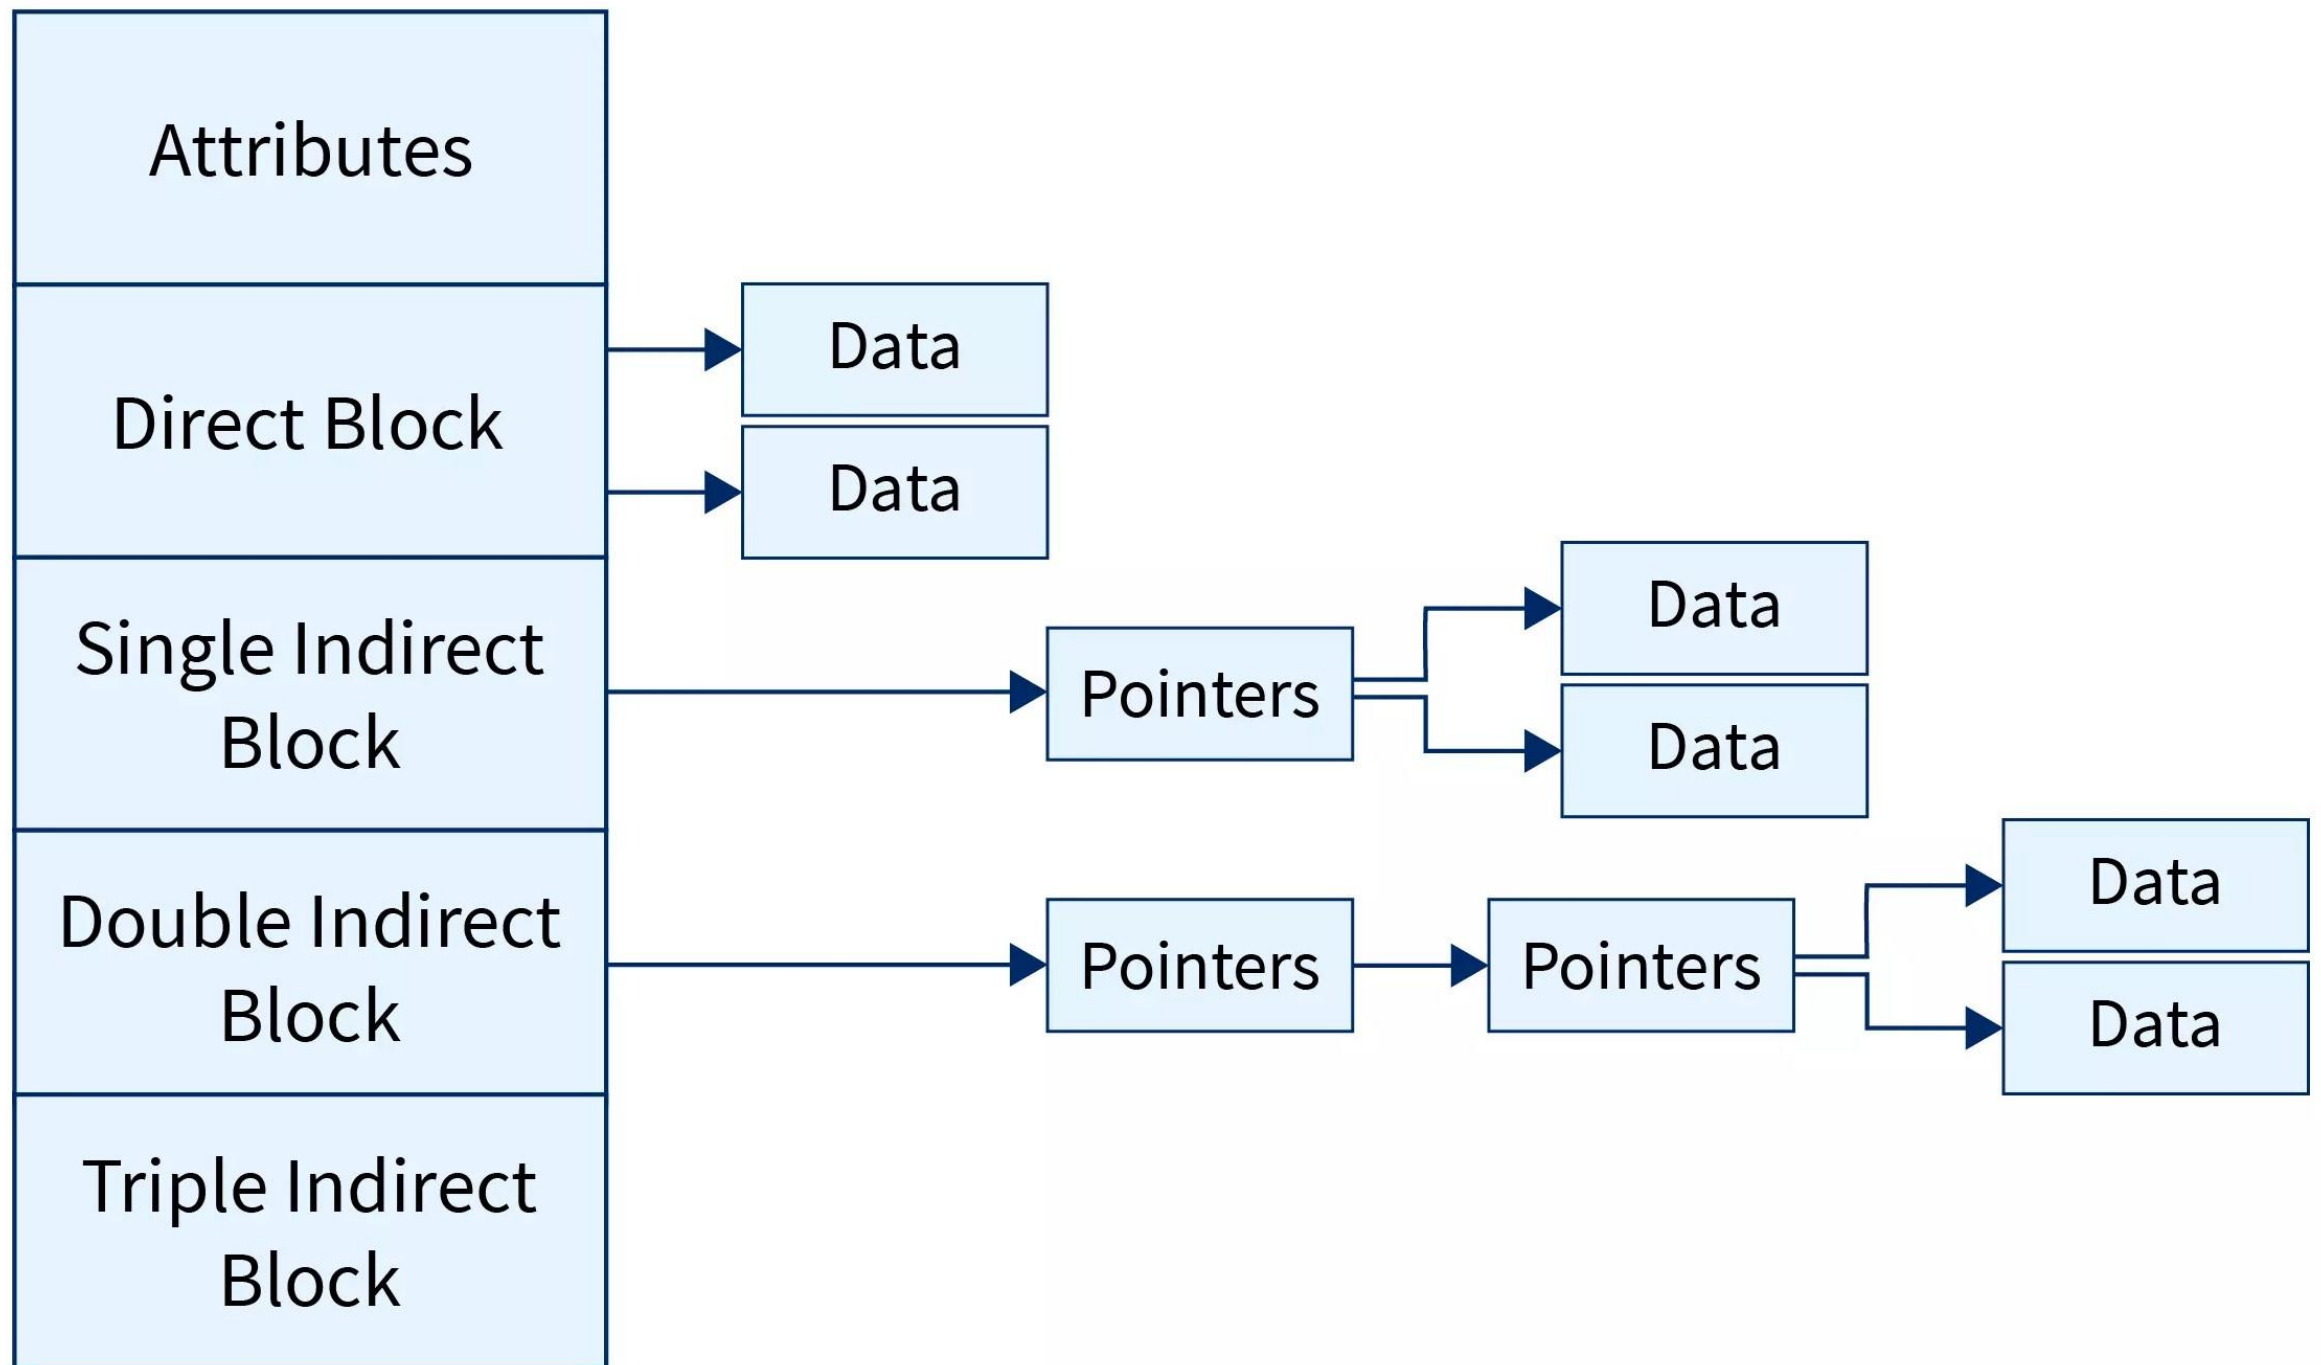 Attributes
Direct Block
Data
Data
Single Indirect
Block
Pointers
Data
Data
Double Indirect
Block
Pointers
Pointers
Data
Data
Triple Indirect
Block